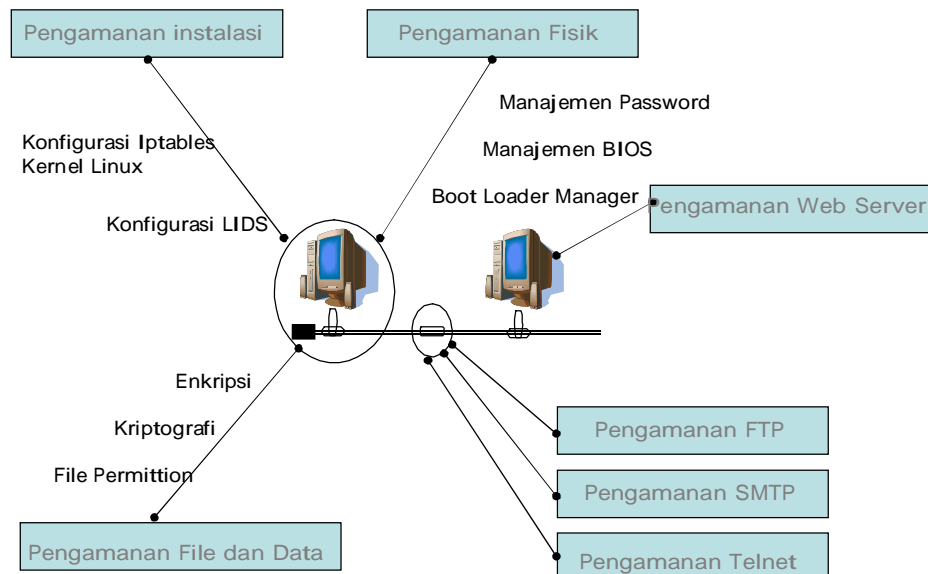 Pengamanan instalasi
Pengamanan Fisik
Manajemen Password
Konfigurasi Iptables
Kernel Linux
Manajemen BIOS
Boot Loader Manager
Pengamanan Web Server
Konfigurasi LIDS
Enkripsi
Kriptografi
File Permittion
Pengamanan FTP
Pengamanan SMTP
Pengamanan File dan Data
Pengamanan Telnet